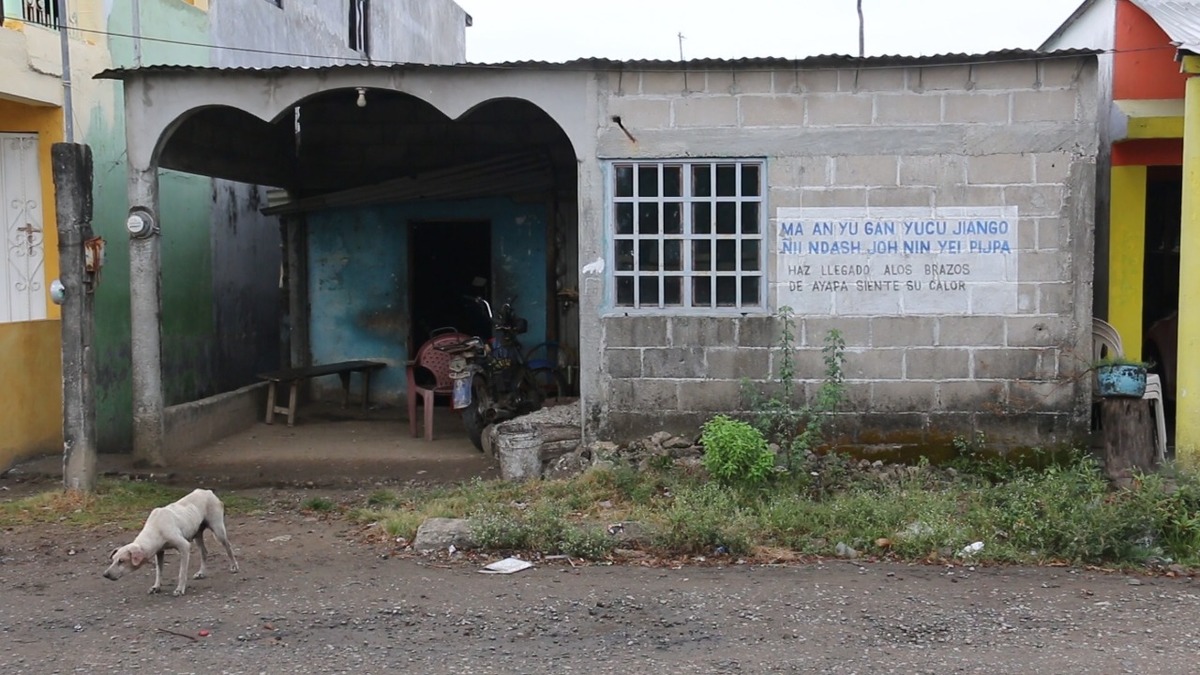 MA AN YU GÁN YUCU JIANGO
ÑII NDASH JOH NIN YEI PIJPA
HAZ LLEGADO ALOS BRAZOS
DE AYAPA SIENTE SU CALOR